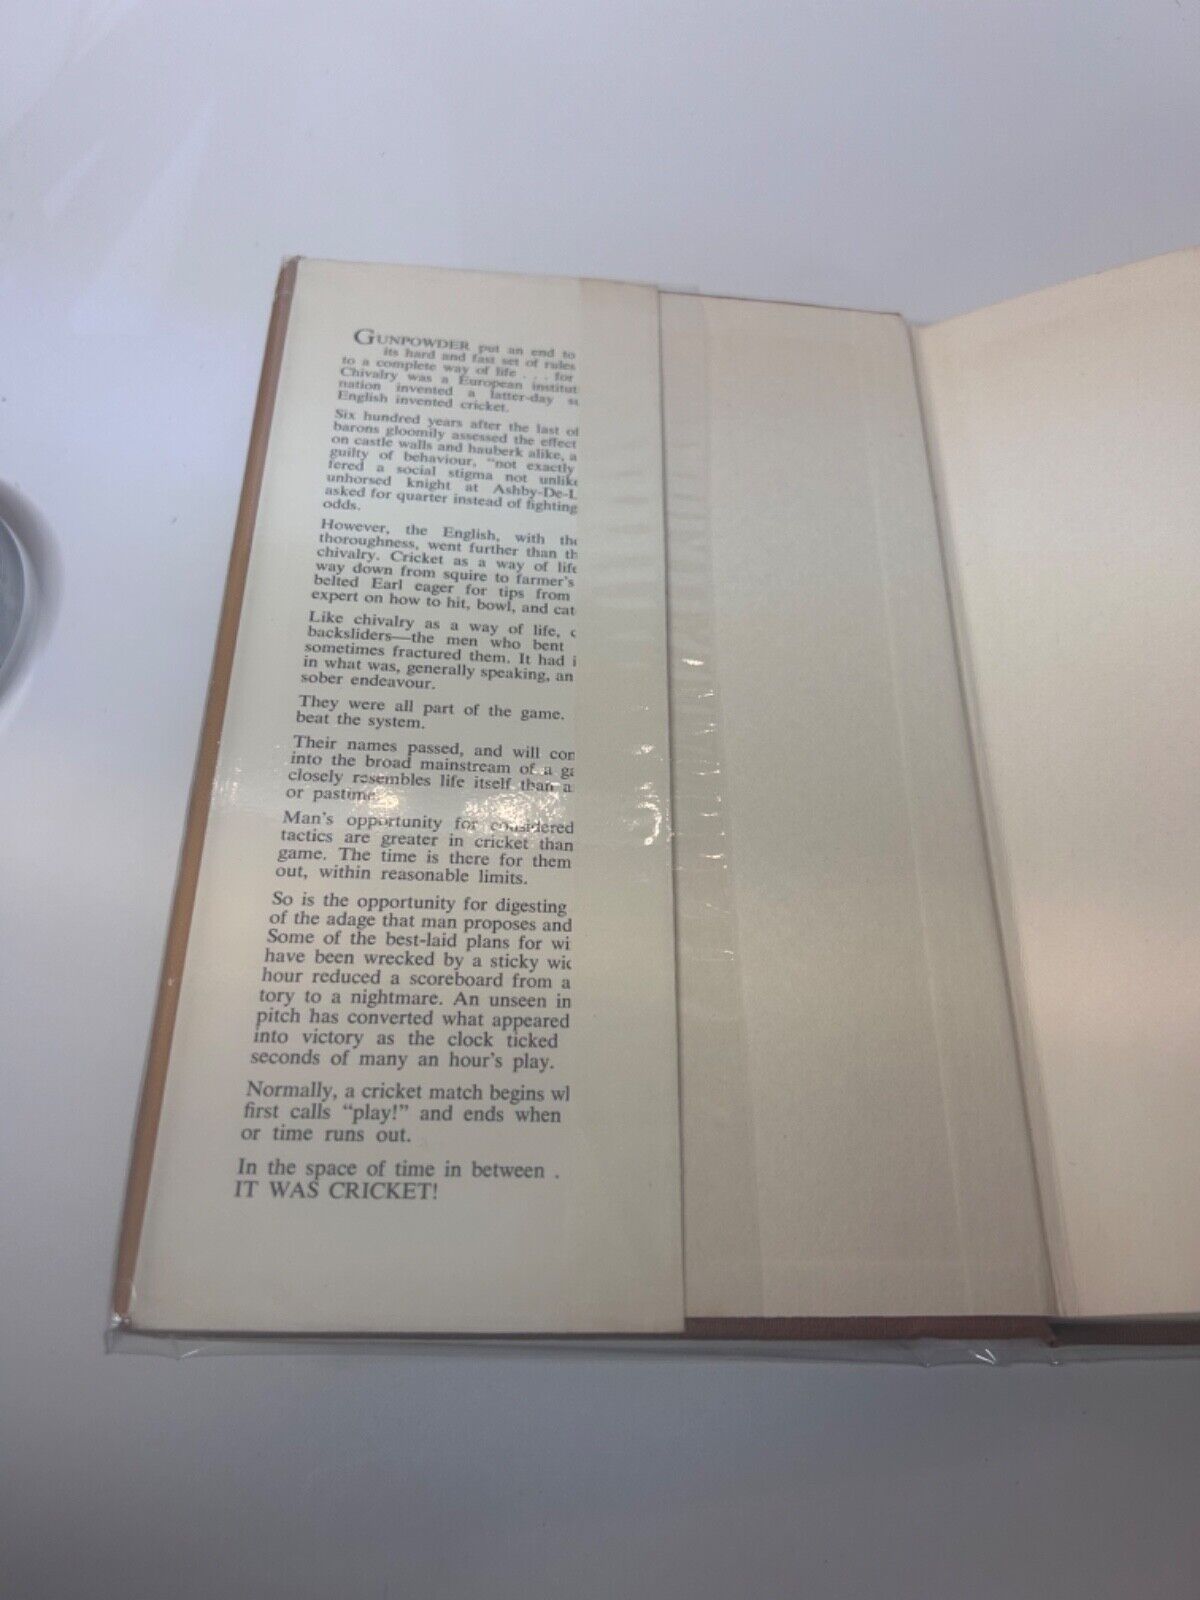 GUNPOWDER put an end to
its hard and fast set of rules
to a complete way of life . . . for
Chivalry was a European institut
nation invented a latter-day su
English invented cricket.
Six hundred years after the last of
barons gloomily assessed the effect
on castle walls and hauberk alike, a
guilty of behaviour, "not exactly
fered a social stigma not unlike
unhorsed knight at Ashby-De-L
asked for quarter instead of fighting
odds.
However, the English, with the
thoroughness, went further than th
chivalry. Cricket as a way of life
way down from squire to farmer's
belted Earl eager for tips from
expert on how to hit, bowl, and cat
Like chivalry as a way of life, c
backsliders—the men who bent
sometimes fractured them. It had i
in what was, generally speaking, an
sober endeavour.
They were all part of the game.
beat the system.
Their names passed, and will con
into the broad mainstream of a ga
closely resembles life itself than a
or pastime
Man's opportunity for considered
tactics are greater in cricket than
game. The time is there for them
out, within reasonable limits.
So is the opportunity for digesting
of the adage that man proposes and
Some of the best-laid plans for wi
have been wrecked by a sticky wic
hour reduced a scoreboard from a
tory to a nightmare. An unseen in
pitch has converted what appeared
into victory as the clock ticked
seconds of many an hour's play.
Normally, a cricket match begins wh
first calls "play!" and ends when
or time runs out.
In the space of time in between .
IT WAS CRICKET!